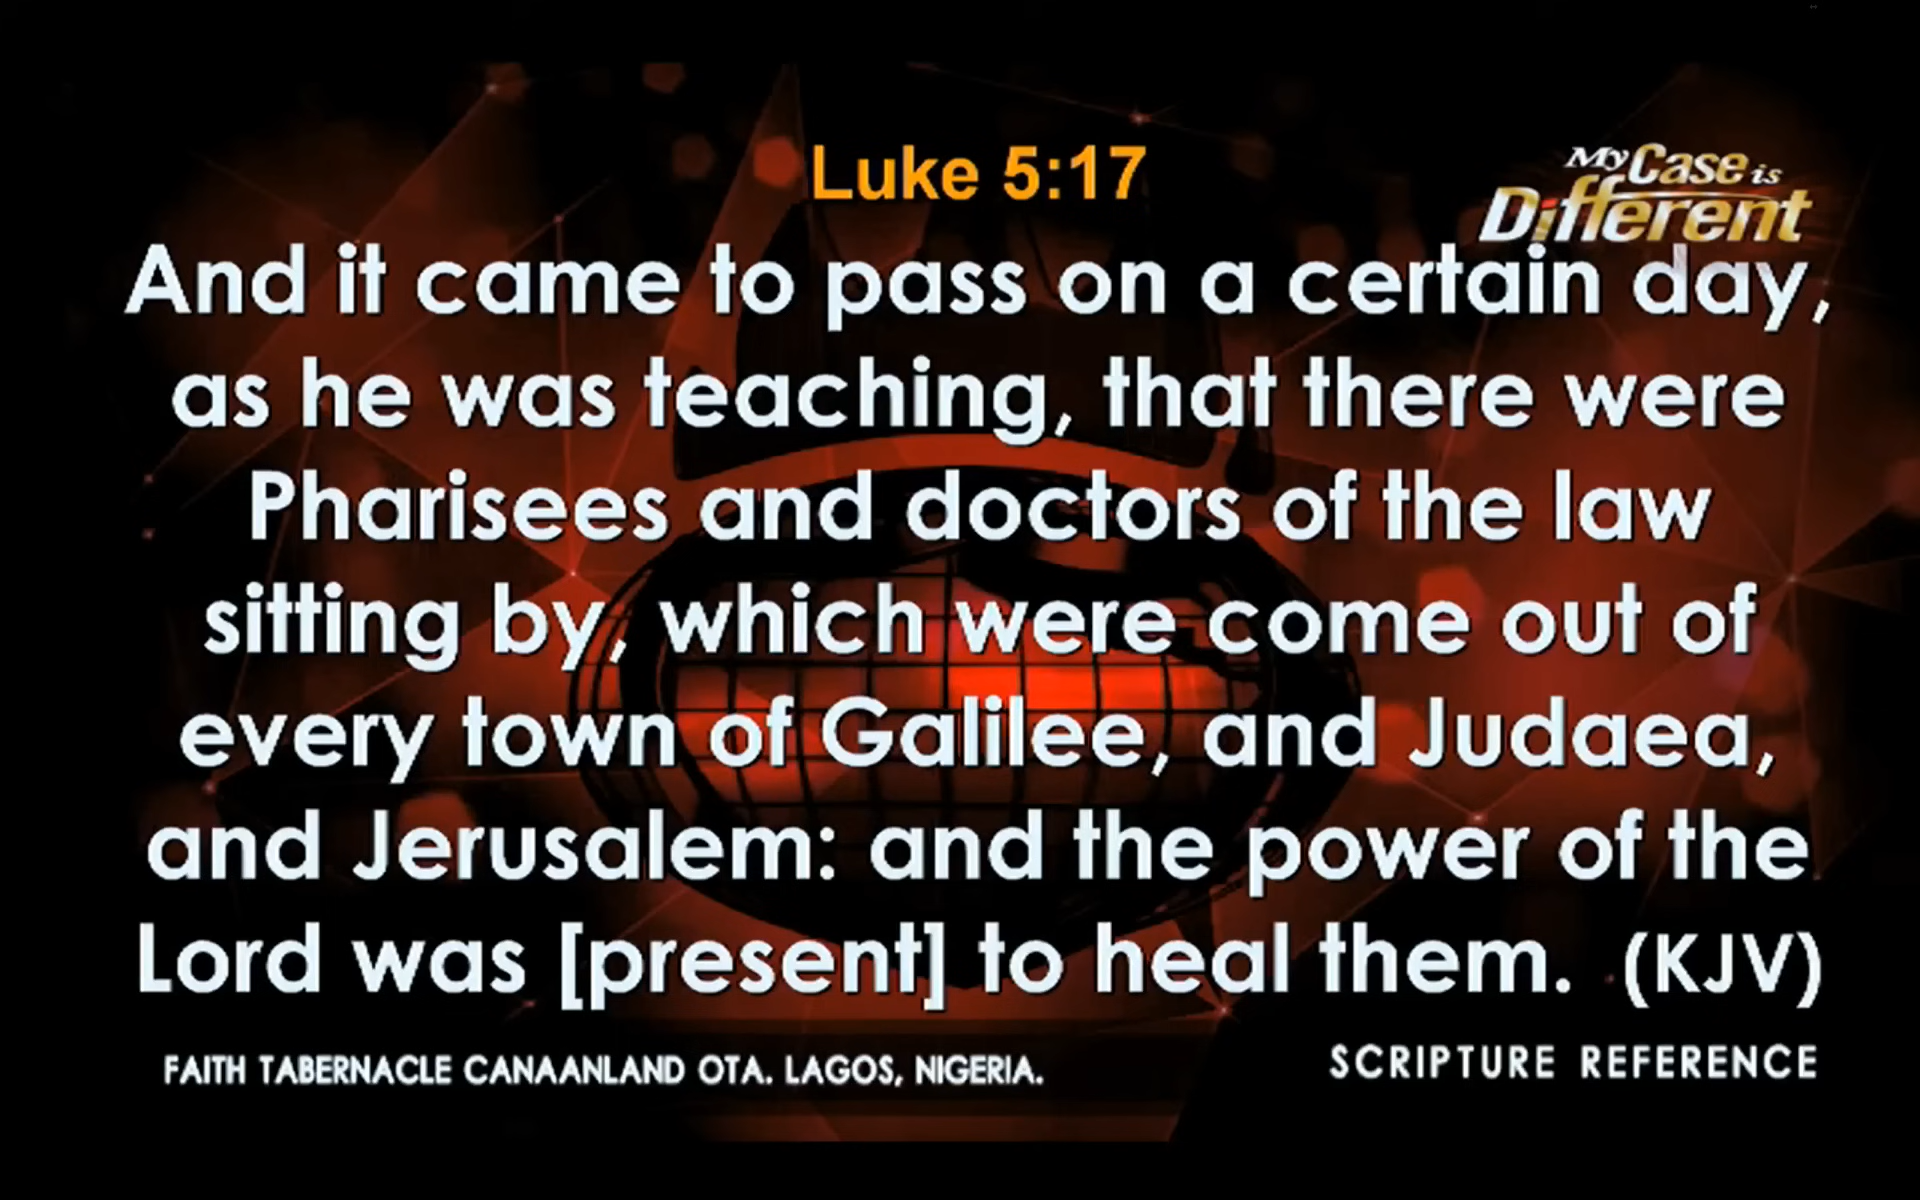 Luke 5:17
My Case is
Different
And it came to pass on a certain day,
as he was teaching, that there were
Pharisees and doctors of the law
sitting by, which were come out of
every town of Galilee, and Judaea,
and Jerusalem: and the power of the
Lord was [present] to heal them. (KJV)
FAITH TABERNACLE CANAANLAND OTA. LAGOS, NIGERIA.
SCRIPTURE REFERENCE